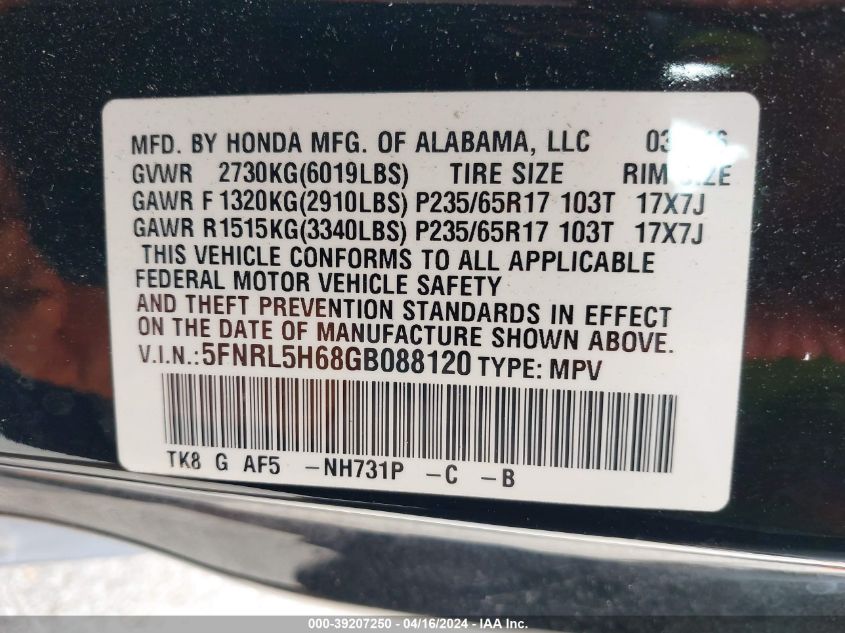 MFD. BY HONDA MFG. OF ALABAMA, LLC
GVWR 2730KG(6019LBS) TIRE SIZE RIM SIZE
GAWR F 1320KG(2910LBS) P235/65R17 103T 17X7J
GAWR R1515KG(3340LBS) P235/65R17 103T 17X7J
THIS VEHICLE CONFORMS TO ALL APPLICABLE
FEDERAL MOTOR VEHICLE SAFETY
AND THEFT PREVENTION STANDARDS IN EFFECT
ON THE DATE OF MANUFACTURE SHOWN ABOVE.
V.I.N.:5FNRL5H68GB088120 TYPE: MPV
TK8 G AF5 -NH731P -C -B
000-39207250 - 04/16/2024 - IAA Inc.